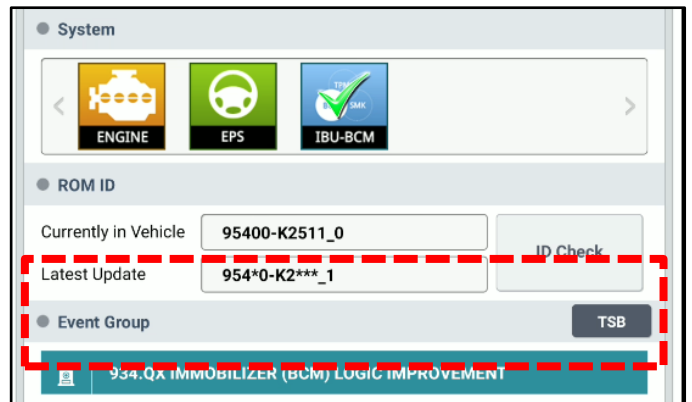 System
TPM
B SMK
ENGINE
EPS
IBU-BCM
ROM ID
Currently in Vehicle 95400-K2511_0
ID Check
Latest Update 954*0-K2***_1
Event Group TSB
934.QX IMMOBILIZER (BCM) LOGIC IMPROVEMENT